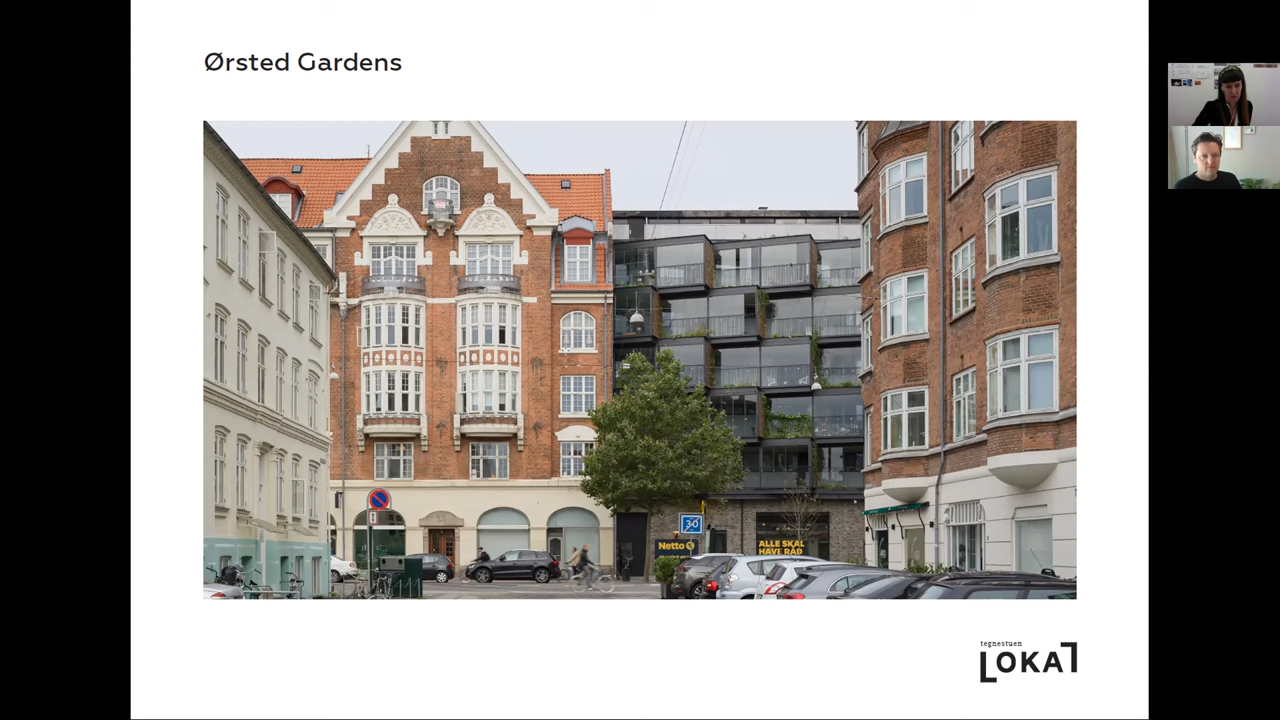 Ørsted Gardens
30
Netto
ALLE SKAL
HAVE RÅD
tegnestuen
LOKAL